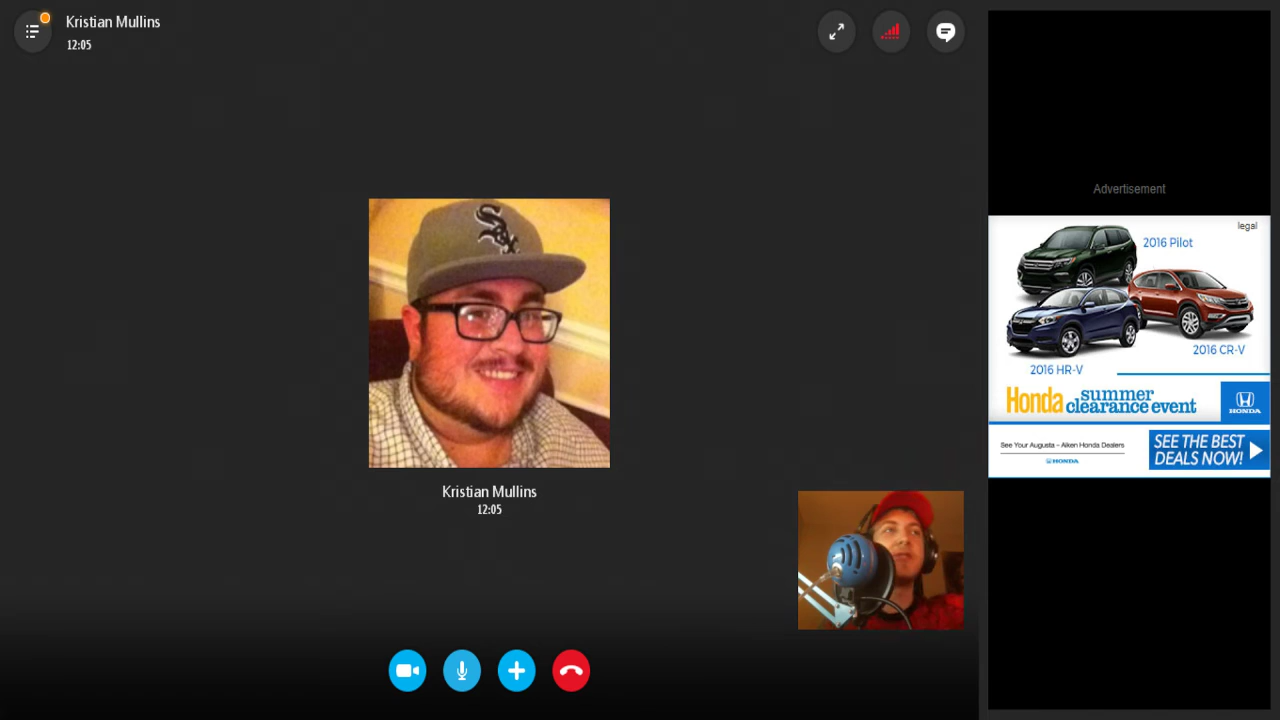 Kristian Mullins
12:05
Sox
Kristian Mullins
12:05
Advertisement
legal
2016 Pilot
2016 CR-V
2016 HR-V
Honda summer
clearance event
HONDA
See Your Augusta - Aiken Honda Dealers
HONDA
SEE THE BEST
DEALS NOW!